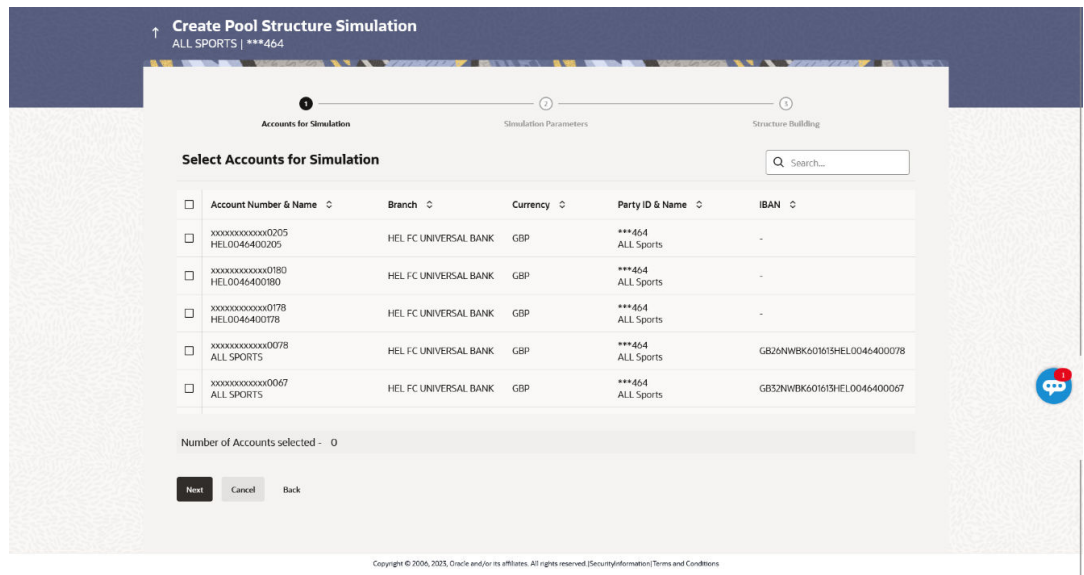 Create Pool Structure Simulation
ALL SPORTS | ***464
1
2
3
Accounts for Simulation
Simulation Parameters
Structure Building
Select Accounts for Simulation
Search...
Account Number & Name
Branch
Currency
Party ID & Name
IBAN
xxxxxxxxxxxx0205
HEL0046400205
HEL FC UNIVERSAL BANK
GBP
***464
ALL Sports
-
xxxxxxxxxxxx0180
HEL0046400180
HEL FC UNIVERSAL BANK
GBP
***464
ALL Sports
-
xxxxxxxxxxxx0178
HEL0046400178
HEL FC UNIVERSAL BANK
GBP
***464
ALL Sports
-
xxxxxxxxxxxx0078
ALL SPORTS
HEL FC UNIVERSAL BANK
GBP
***464
ALL Sports
GB26NWBK601613HEL0046400078
xxxxxxxxxxxx0067
ALL SPORTS
HEL FC UNIVERSAL BANK
GBP
***464
ALL Sports
GB32NWBK601613HEL0046400067
Number of Accounts selected - 0
Next
Cancel
Back
1
Copyright © 2006, 2023, Oracle and/or its affiliates. All rights reserved.|SecurityInformation|Terms and Conditions